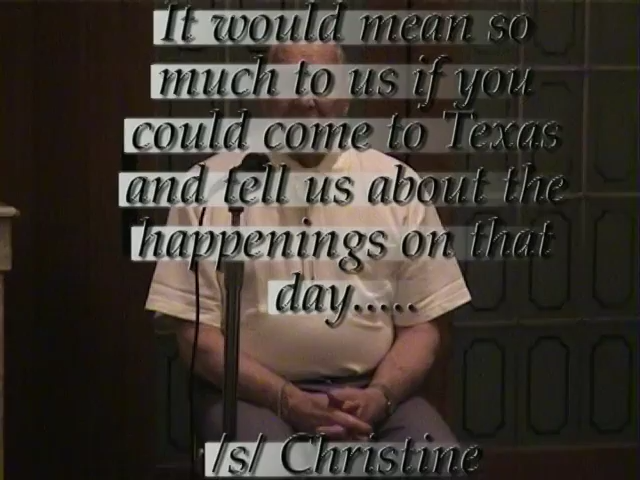 It would mean so
much to us if you
could come to Texas
and tell us about the
happenings on that
day.....
/s/ Christine